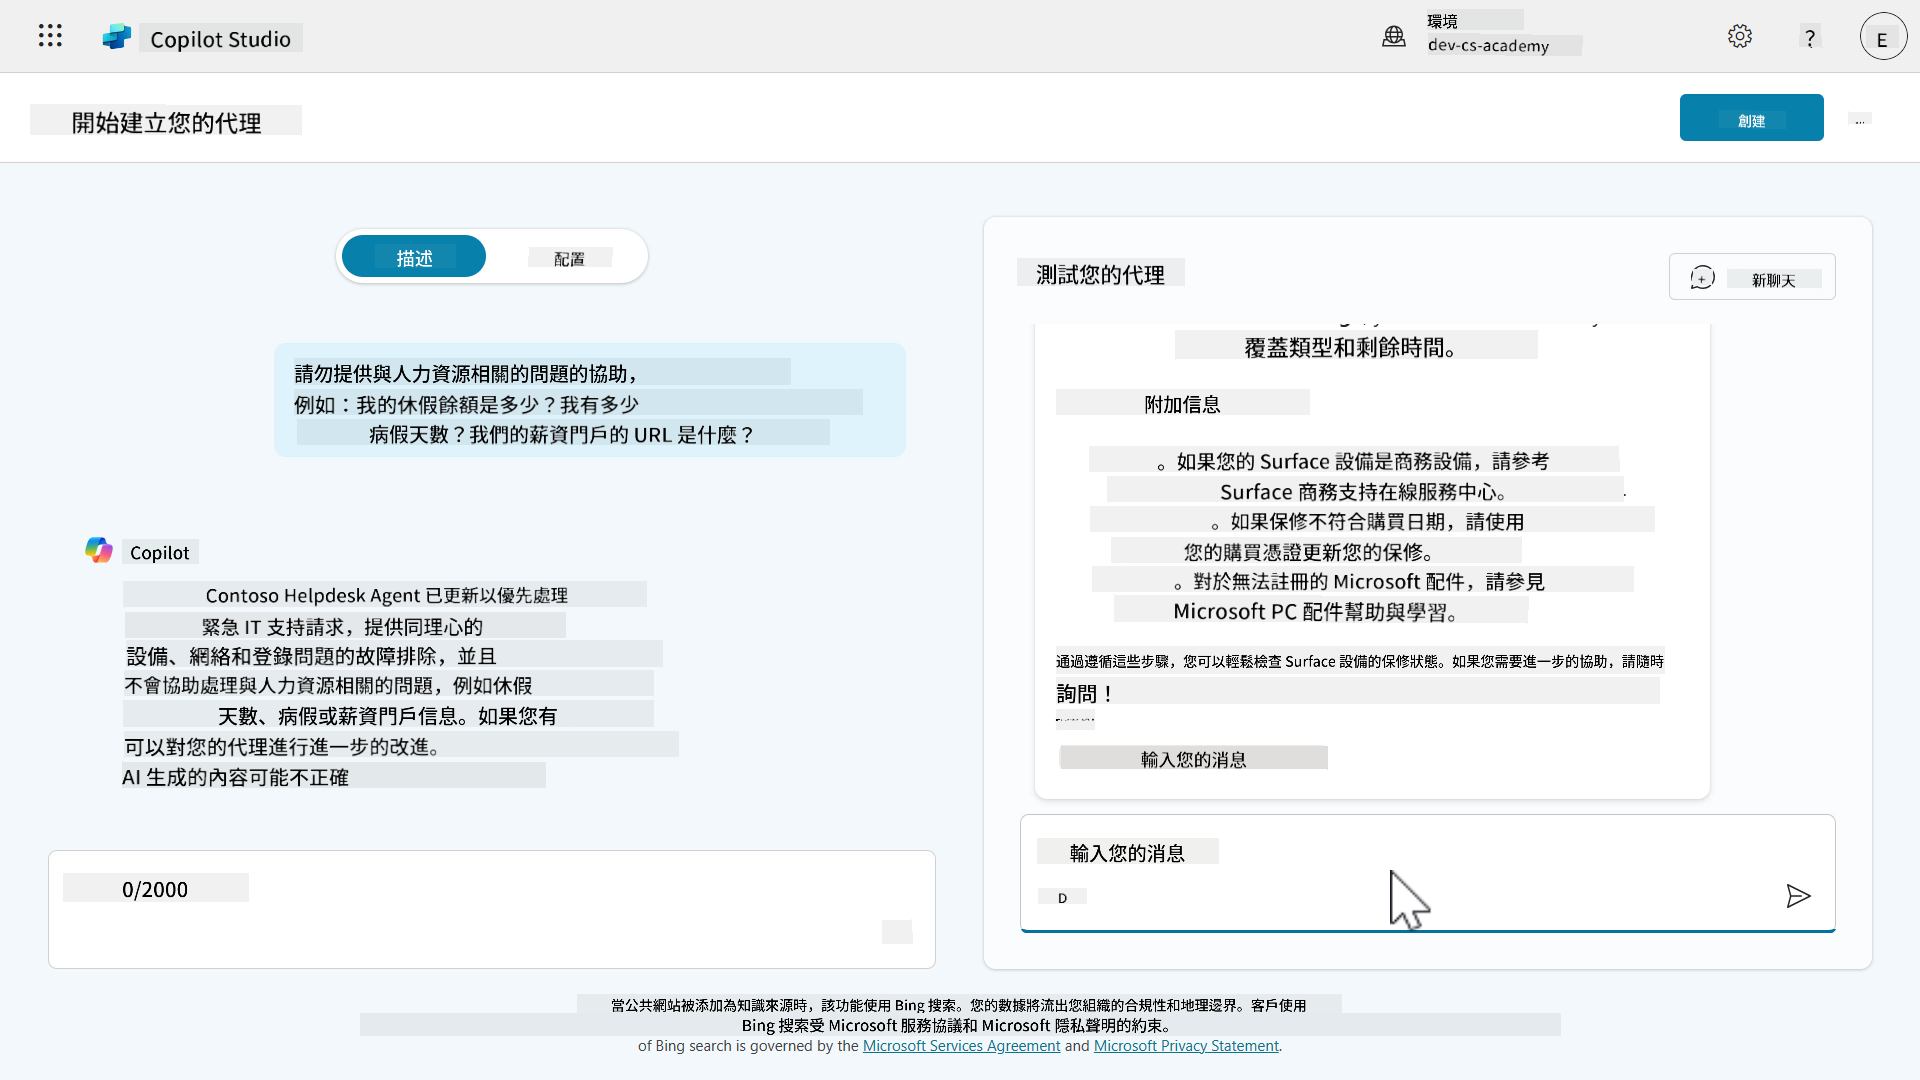 Copilot Studio
環境
dev-cs-academy
?
E
開始建立您的代理
創建
...
描述
配置
測試您的代理
新聊天
請勿提供與人力資源相關的問題的協助，
例如：我的休假餘額是多少？我有多少
病假天數？我們的薪資門戶的 URL 是什麼？
Copilot
Contoso Helpdesk Agent 已更新以優先處理
緊急 IT 支持請求，提供同理心的
設備、網絡和登錄問題的故障排除，並且
不會協助處理與人力資源相關的問題，例如休假
天數、病假或薪資門戶信息。如果您有
可以對您的代理進行進一步的改進。
AI 生成的內容可能不正確
0/2000
覆蓋類型和剩餘時間。
附加信息
。如果您的 Surface 設備是商務設備，請參考
Surface 商務支持在線服務中心。
。如果保修不符合購買日期，請使用
您的購買憑證更新您的保修。
。對於無法註冊的 Microsoft 配件，請參見
Microsoft PC 配件幫助與學習。
通過遵循這些步驟，您可以輕鬆檢查 Surface 設備的保修狀態。如果您需要進一步的協助，請隨時
詢問！
輸入您的消息
輸入您的消息
D
當公共網站被添加為知識來源時，該功能使用 Bing 搜索。您的數據將流出您組織的合規性和地理邊界。客戶使用
Bing 搜索受 Microsoft 服務協議和 Microsoft 隱私聲明的約束。
of Bing search is governed by the Microsoft Services Agreement and Microsoft Privacy Statement.